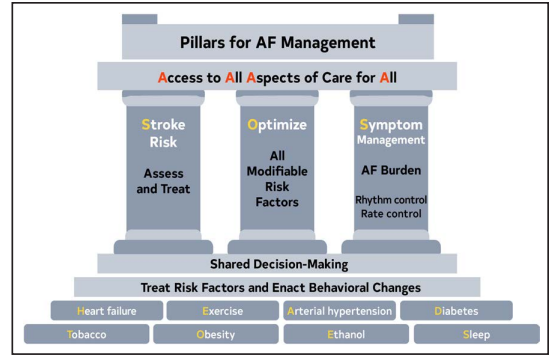 Pillars for AF Management
Access to All Aspects of Care for All
Stroke
Risk
Assess
and Treat
Optimize
All
Modifiable
Risk
Factors
Symptom
Management
AF Burden
Rhythm control
Rate control
Shared Decision-Making
Treat Risk Factors and Enact Behavioral Changes
Heart failure
Exercise
Arterial hypertension
Diabetes
Tobacco
Obesity
Ethanol
Sleep